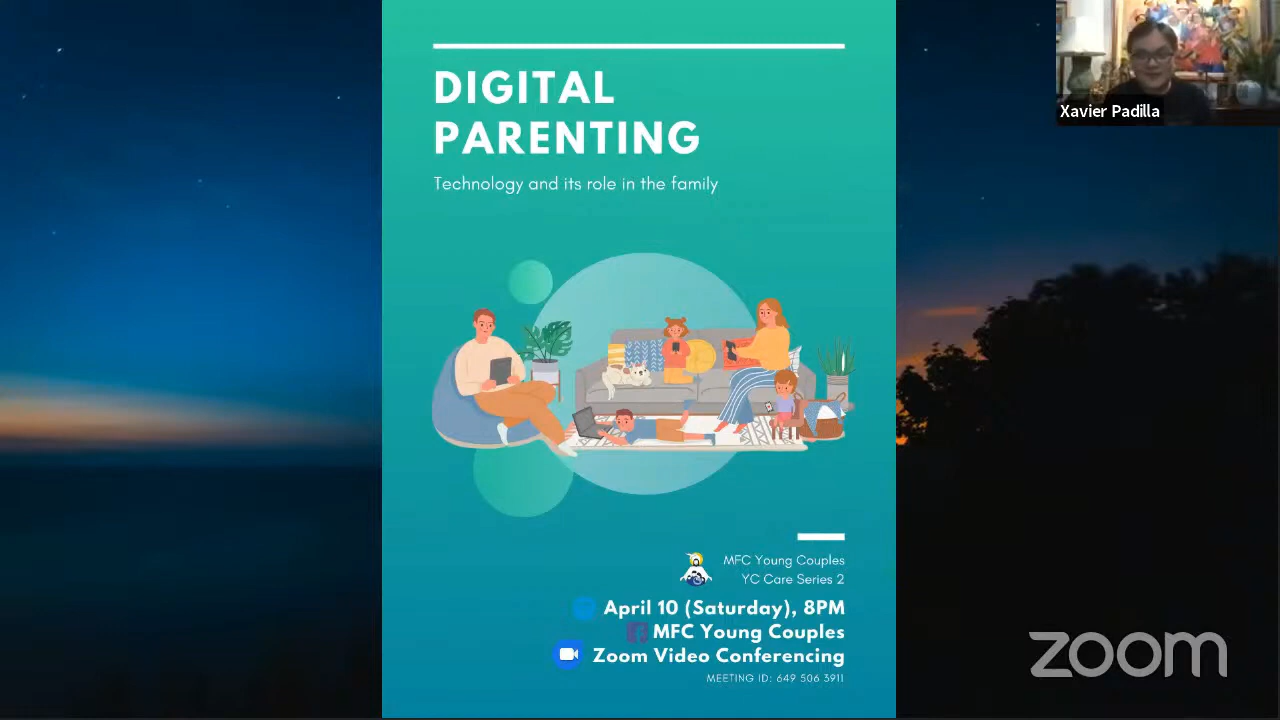 DIGITAL
PARENTING
Technology and its role in the family
MFC Young Couples
YC Care Series 2
April 10 (Saturday), 8PM
MFC Young Couples
Zoom Video Conferencing
MEETING ID: 649 506 3911
Xavier Padilla
zoom